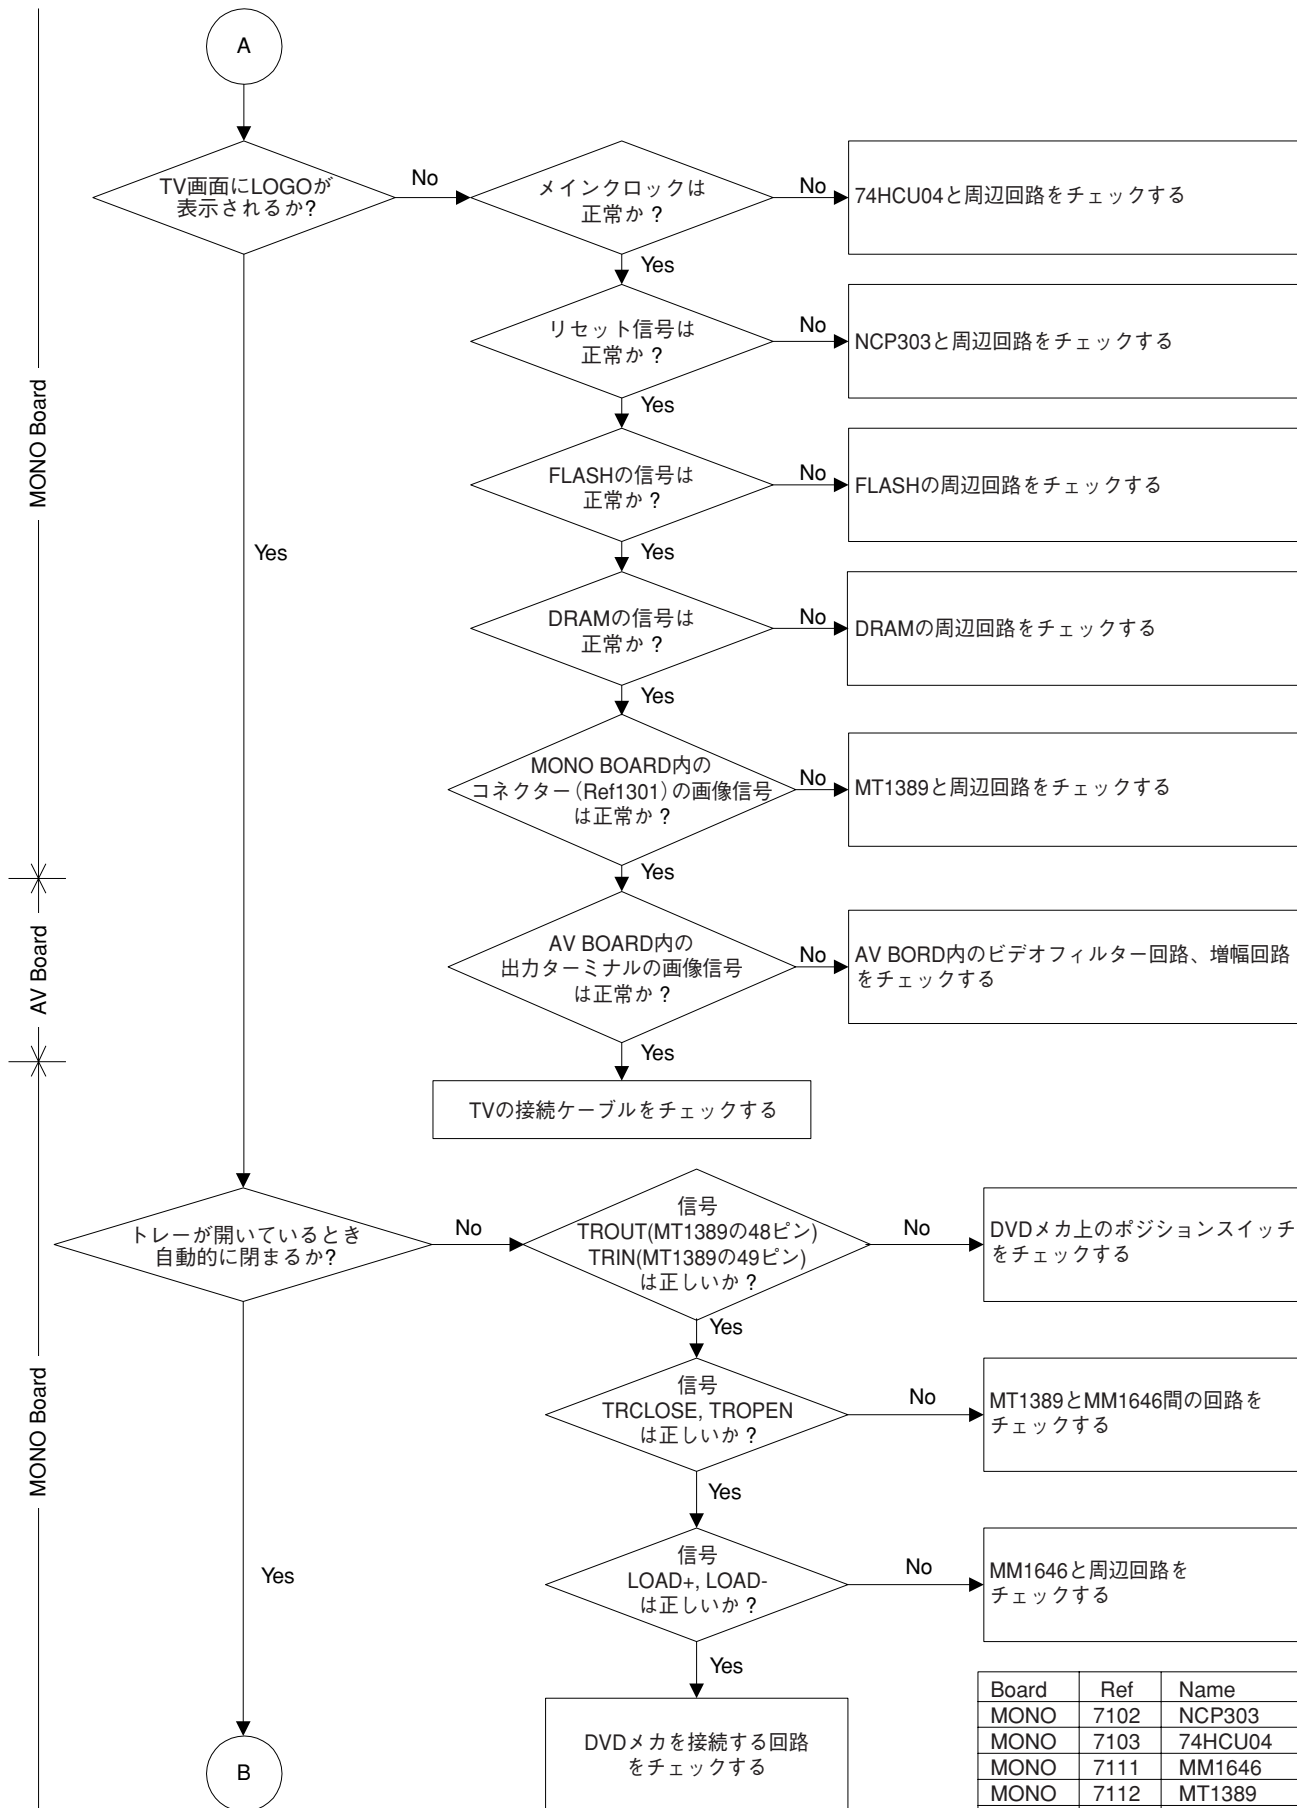 A
TV画面にLOGOが
表示されるか?
No
メインクロックは
正常か？
No
74HCU04と周辺回路をチェックする
Yes
リセット信号は
正常か？
No
NCP303と周辺回路をチェックする
Yes
FLASHの信号は
正常か？
No
FLASHの周辺回路をチェックする
MONO Board
Yes
Yes
DRAMの信号は
正常か？
No
DRAMの周辺回路をチェックする
Yes
MONO BOARD内の
コネクター（Ref1301）の画像信号
は正常か？
No
MT1389と周辺回路をチェックする
Yes
AV Board
AV BOARD内の
出力ターミナルの画像信号
は正常か？
No
AV BORD内のビデオフィルター回路、増幅回路
をチェックする
Yes
TVの接続ケーブルをチェックする
トレーが開いているとき
自動的に閉まるか?
No
信号
TROUT(MT1389の48ピン)
TRIN(MT1389の49ピン)
は正しいか？
No
DVDメカ上のポジションスイッチ
をチェックする
Yes
MONO Board
信号
TRCLOSE, TROPEN
は正しいか？
No
MT1389とMM1646間の回路を
チェックする
Yes
Yes
信号
LOAD+, LOAD-
は正しいか？
No
MM1646と周辺回路を
チェックする
Yes
DVDメカを接続する回路
をチェックする
B
Board Ref Name
MONO 7102 NCP303
MONO 7103 74HCU04
MONO 7111 MM1646
MONO 7112 MT1389